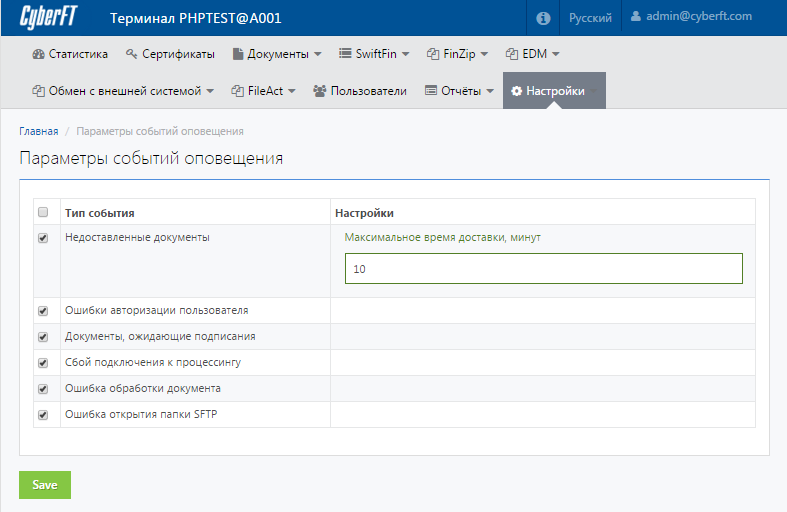 CyberFT Терминал PHPTEST@A001 Русский admin@cyberft.com
Статистика Сертификаты Документы SwiftFin FinZip EDM
Обмен с внешней системой FileAct Пользователи Отчёты Настройки
Главная / Параметры событий оповещения
Параметры событий оповещения
Тип события Настройки
Недоставленные документы Максимальное время доставки, минут
10
Ошибки авторизации пользователя
Документы, ожидающие подписания
Сбой подключения к процессингу
Ошибка обработки документа
Ошибка открытия папки SFTP
Save